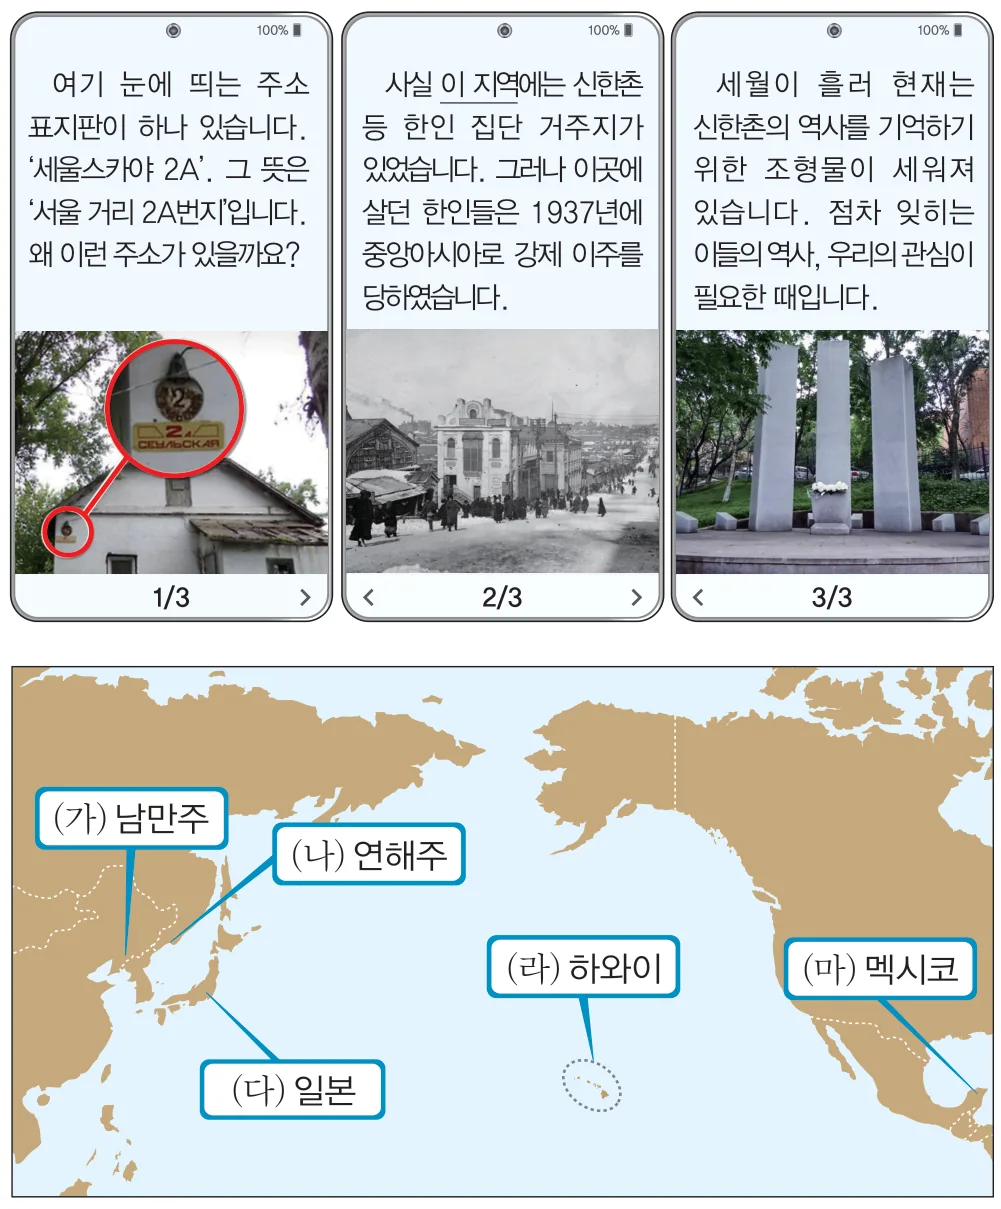 100%
여기 눈에 띄는 주소
표지판이 하나 있습니다.
‘세울스카야 2A’. 그 뜻은
‘서울 거리 2A번지’입니다.
왜 이런 주소가 있을까요?
2
2A
СЕУЛЬСКАЯ
1/3
100%
사실 이 지역에는 신한촌
등 한인 집단 거주지가
있었습니다. 그러나 이곳에
살던 한인들은 1937년에
중앙아시아로 강제 이주를
당하였습니다.
2/3
100%
세월이 흘러 현재는
신한촌의 역사를 기억하기
위한 조형물이 세워져
있습니다. 점차 잊히는
이들의 역사, 우리의 관심이
필요한 때입니다.
3/3
(가) 남만주
(나) 연해주
(라) 하와이
(마) 멕시코
(다) 일본